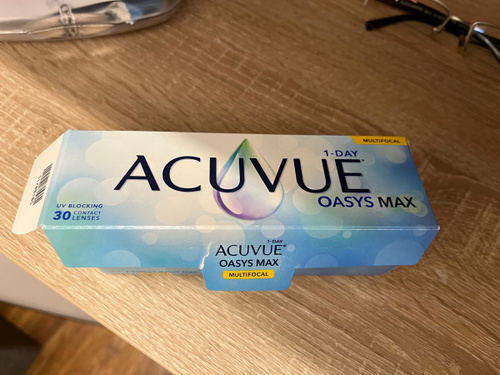 MULTIFOCAL
1-DAY
ACUVUE®
OASYS MAX
UV BLOCKING
30 CONTACT
LENSES
1-DAY
ACUVUE®
OASYS MAX
MULTIFOCAL